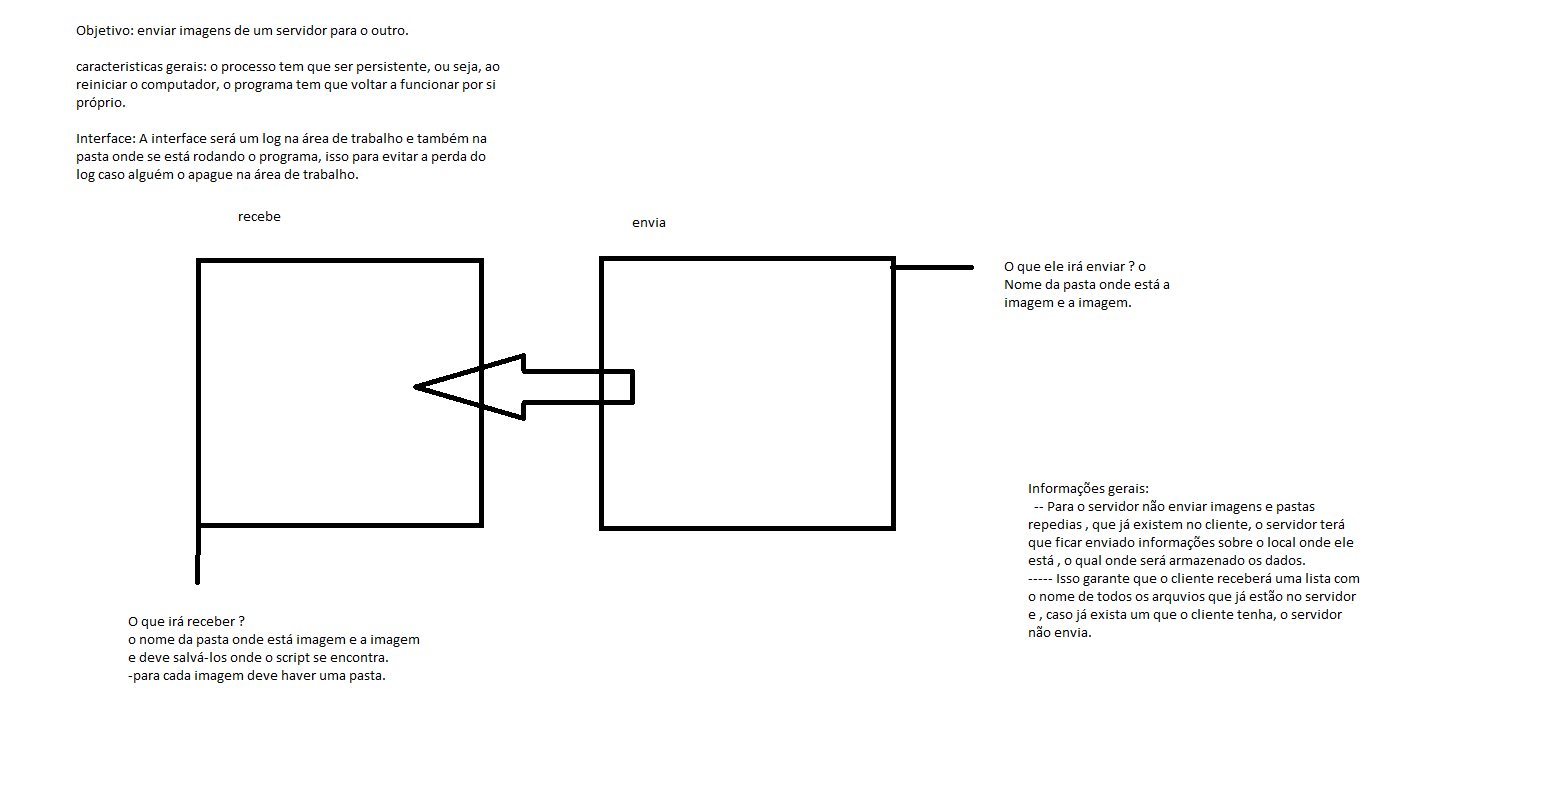 Objetivo: enviar imagens de um servidor para o outro.
caracteristicas gerais: o processo tem que ser persistente, ou seja, ao
reiniciar o computador, o programa tem que voltar a funcionar por si
próprio.
Interface: A interface será um log na área de trabalho e também na
pasta onde se está rodando o programa, isso para evitar a perda do
log caso alguém o apague na área de trabalho.
recebe
envia
O que ele irá enviar ? o
Nome da pasta onde está a
imagem e a imagem.
Informações gerais:
-- Para o servidor não enviar imagens e pastas
repedias , que já existem no cliente, o servidor terá
que ficar enviado informações sobre o local onde ele
está , o qual onde será armazenado os dados.
----- Isso garante que o cliente receberá uma lista com
o nome de todos os arquvios que já estão no servidor
e , caso já exista um que o cliente tenha, o servidor
não envia.
O que irá receber ?
o nome da pasta onde está imagem e a imagem
e deve salvá-los onde o script se encontra.
-para cada imagem deve haver uma pasta.